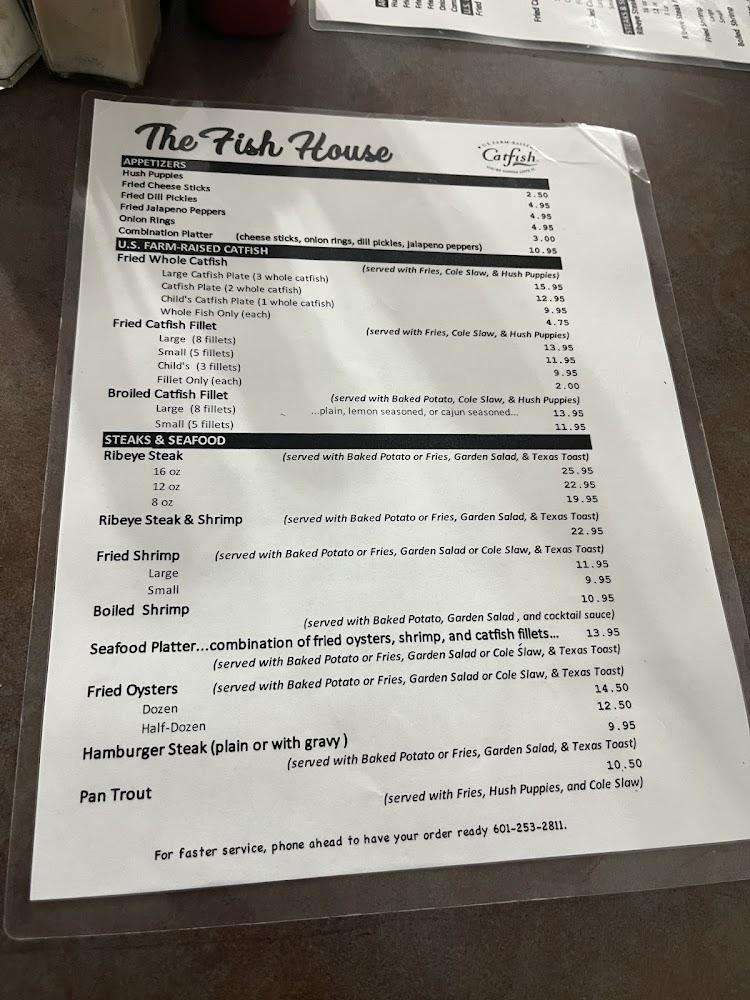 The Fish House
U.S. FARM-RAISED
Catfish
APPETIZERS
Hush Puppies 2.50
Fried Cheese Sticks 4.95
Fried Dill Pickles 4.95
Fried Jalapeno Peppers 4.95
Onion Rings 3.00
Combination Platter (cheese sticks, onion rings, dill pickles, jalapeno peppers) 10.95
U.S. FARM-RAISED CATFISH
Fried Whole Catfish (served with Fries, Cole Slaw, & Hush Puppies)
Large Catfish Plate (3 whole catfish) 15.95
Catfish Plate (2 whole catfish) 12.95
Child's Catfish Plate (1 whole catfish) 9.95
Whole Fish Only (each) 4.75
Fried Catfish Fillet (served with Fries, Cole Slaw, & Hush Puppies)
Large (8 fillets) 13.95
Small (5 fillets) 11.95
Child's (3 fillets) 9.95
Fillet Only (each) 2.00
Broiled Catfish Fillet (served with Baked Potato, Cole Slaw, & Hush Puppies)
Large (8 fillets) ...plain, lemon seasoned, or cajun seasoned... 13.95
Small (5 fillets) 11.95
STEAKS & SEAFOOD
Ribeye Steak (served with Baked Potato or Fries, Garden Salad, & Texas Toast)
16 oz 25.95
12 oz 22.95
8 oz 19.95
Ribeye Steak & Shrimp (served with Baked Potato or Fries, Garden Salad, & Texas Toast)
22.95
Fried Shrimp (served with Baked Potato or Fries, Garden Salad or Cole Slaw, & Texas Toast)
Large 11.95
Small 9.95
Boiled Shrimp 10.95
(served with Baked Potato, Garden Salad , and cocktail sauce)
Seafood Platter...combination of fried oysters, shrimp, and catfish fillets... 13.95
(served with Baked Potato or Fries, Garden Salad or Cole Slaw, & Texas Toast)
Fried Oysters (served with Baked Potato or Fries, Garden Salad or Cole Slaw, & Texas Toast)
Dozen 14.50
Half-Dozen 12.50
Hamburger Steak (plain or with gravy ) 9.95
(served with Baked Potato or Fries, Garden Salad, & Texas Toast)
Pan Trout 10.50
(served with Fries, Hush Puppies, and Cole Slaw)
For faster service, phone ahead to have your order ready 601-253-2811.